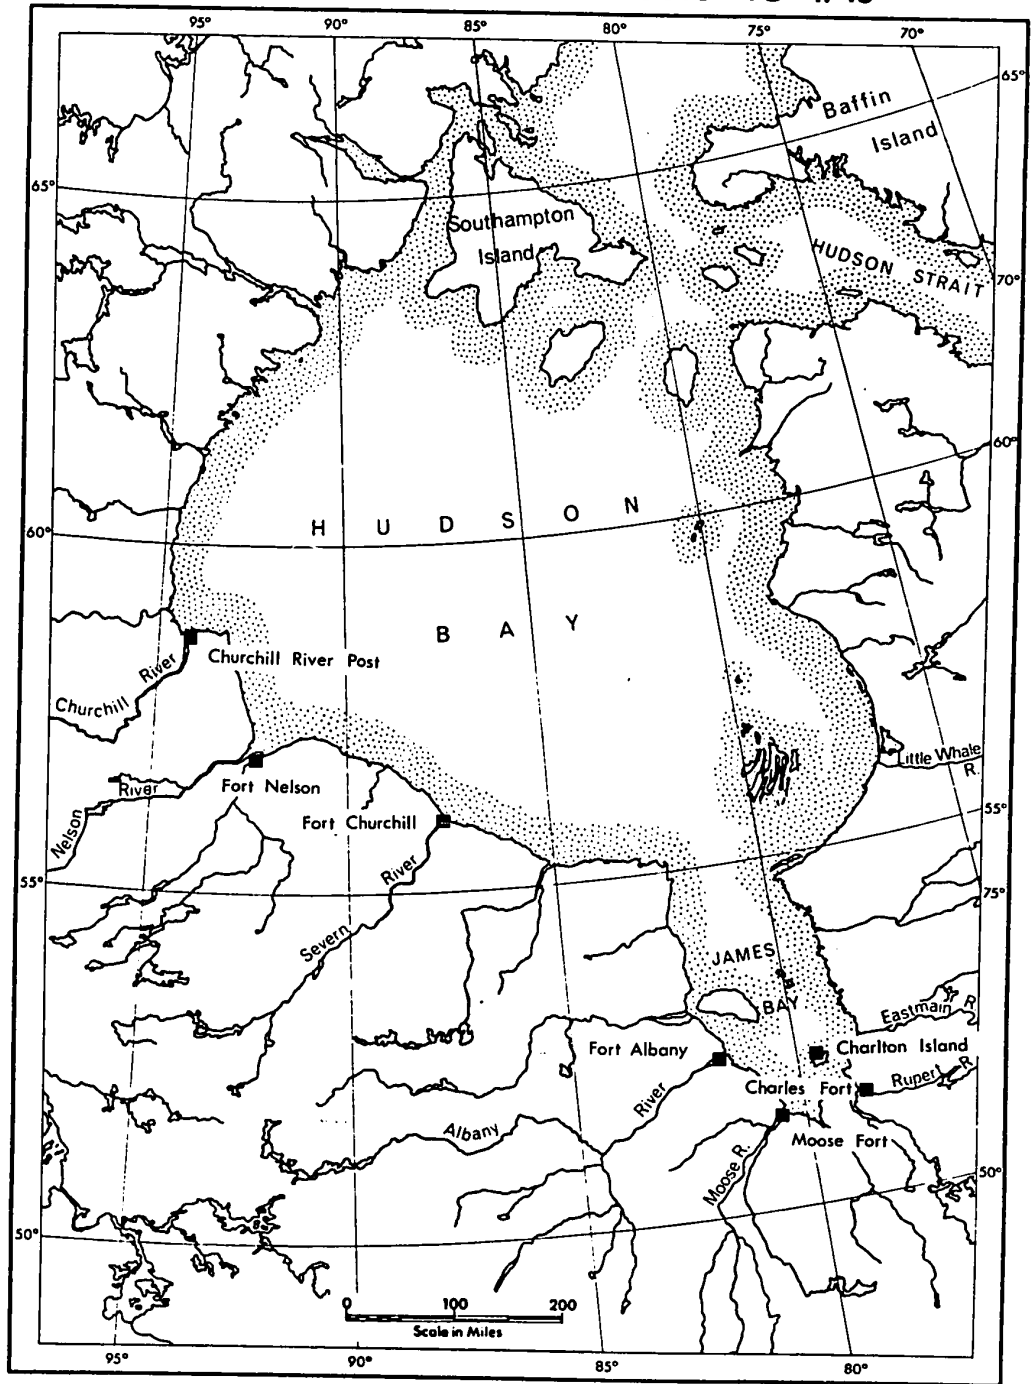 95° 90° 85° 80° 75° 70°
65°
Baffin
Island
65°
Southampton
Island
HUDSON STRAIT
70°
60°
HUDSON
60°
BAY
Churchill River Post
Churchill River
Little Whale
R.
Fort Nelson
Nelson River
Fort Churchill
55°
Severn River
55°
75°
JAMES
BAY
Eastmain R
Charlton Island
Fort Albany
Charles Fort
Rupert R
Albany River
Moose Fort
Moose R.
50°
50°
0 100 200
Scale in Miles
95° 90° 85° 80°